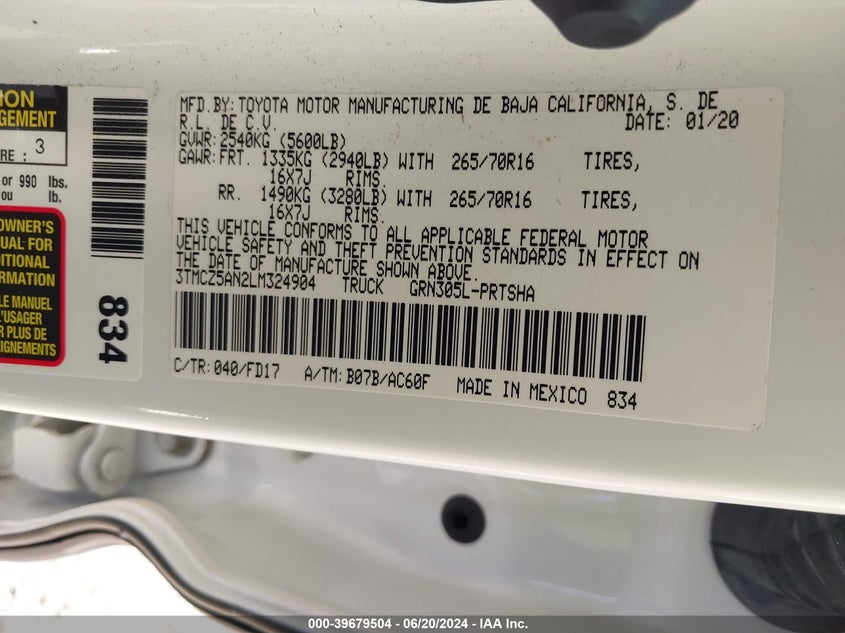 ION
GEMENT
RE : 3
or 990 lbs.
ou lb.
OWNER'S
UAL FOR
DITIONAL
RMATION
LE MANUEL
L'USAGER
R PLUS DE
IGNEMENTS
834
MFD.BY:TOYOTA MOTOR MANUFACTURING DE BAJA CALIFORNIA, S. DE
R.L. DE C.V. DATE: 01/20
GVWR:2540KG (5600LB)
GAWR:FRT. 1335KG (2940LB) WITH 265/70R16 TIRES,
16X7J RIMS.
RR. 1490KG (3280LB) WITH 265/70R16 TIRES,
16X7J RIMS.
THIS VEHICLE CONFORMS TO ALL APPLICABLE FEDERAL MOTOR
VEHICLE SAFETY AND THEFT PREVENTION STANDARDS IN EFFECT ON
THE DATE OF MANUFACTURE SHOWN ABOVE.
3TMCZ5AN2LM324904 TRUCK GRN305L-PRTSHA
C/TR:040/FD17 A/TM:B07B/AC60F MADE IN MEXICO 834
000-39679504 / 06/20/2024 - IAA Inc.